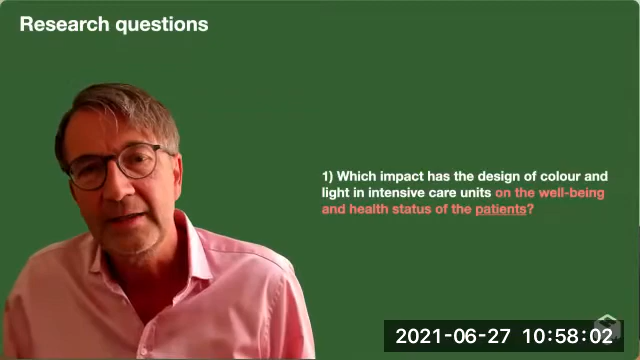 Research questions
1) Which impact has the design of colour and
light in intensive care units on the well-being
and health status of the patients?
2021-06-27 10:58:02